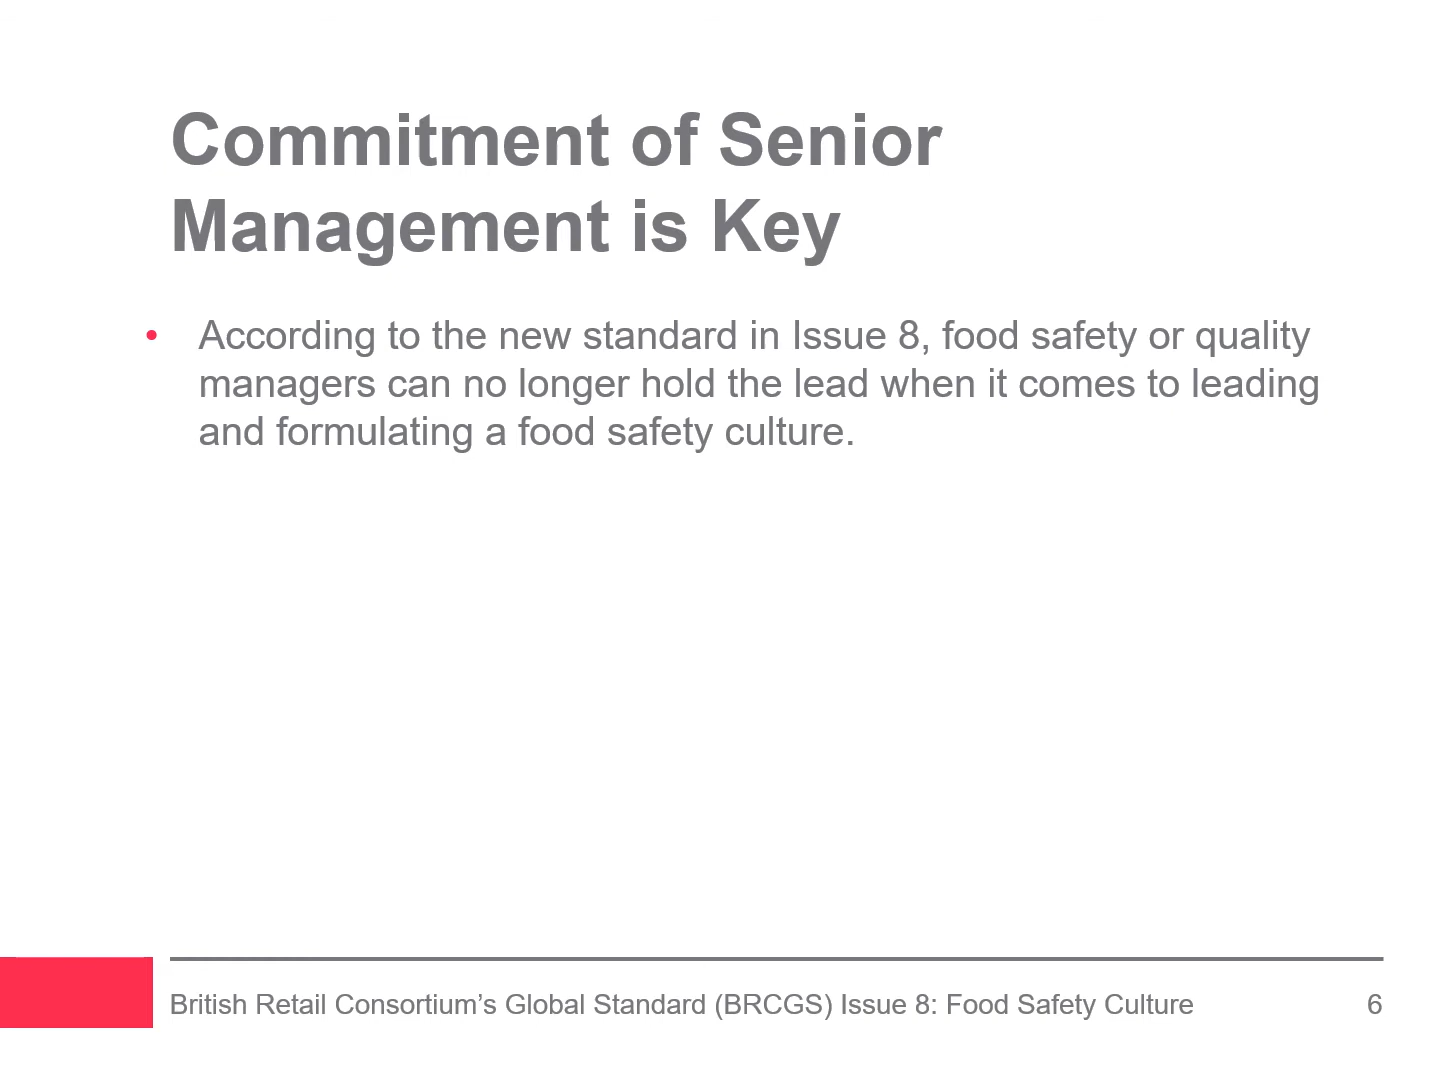 Commitment of Senior
Management is Key
• According to the new standard in Issue 8, food safety or quality
managers can no longer hold the lead when it comes to leading
and formulating a food safety culture.
British Retail Consortium’s Global Standard (BRCGS) Issue 8: Food Safety Culture 6